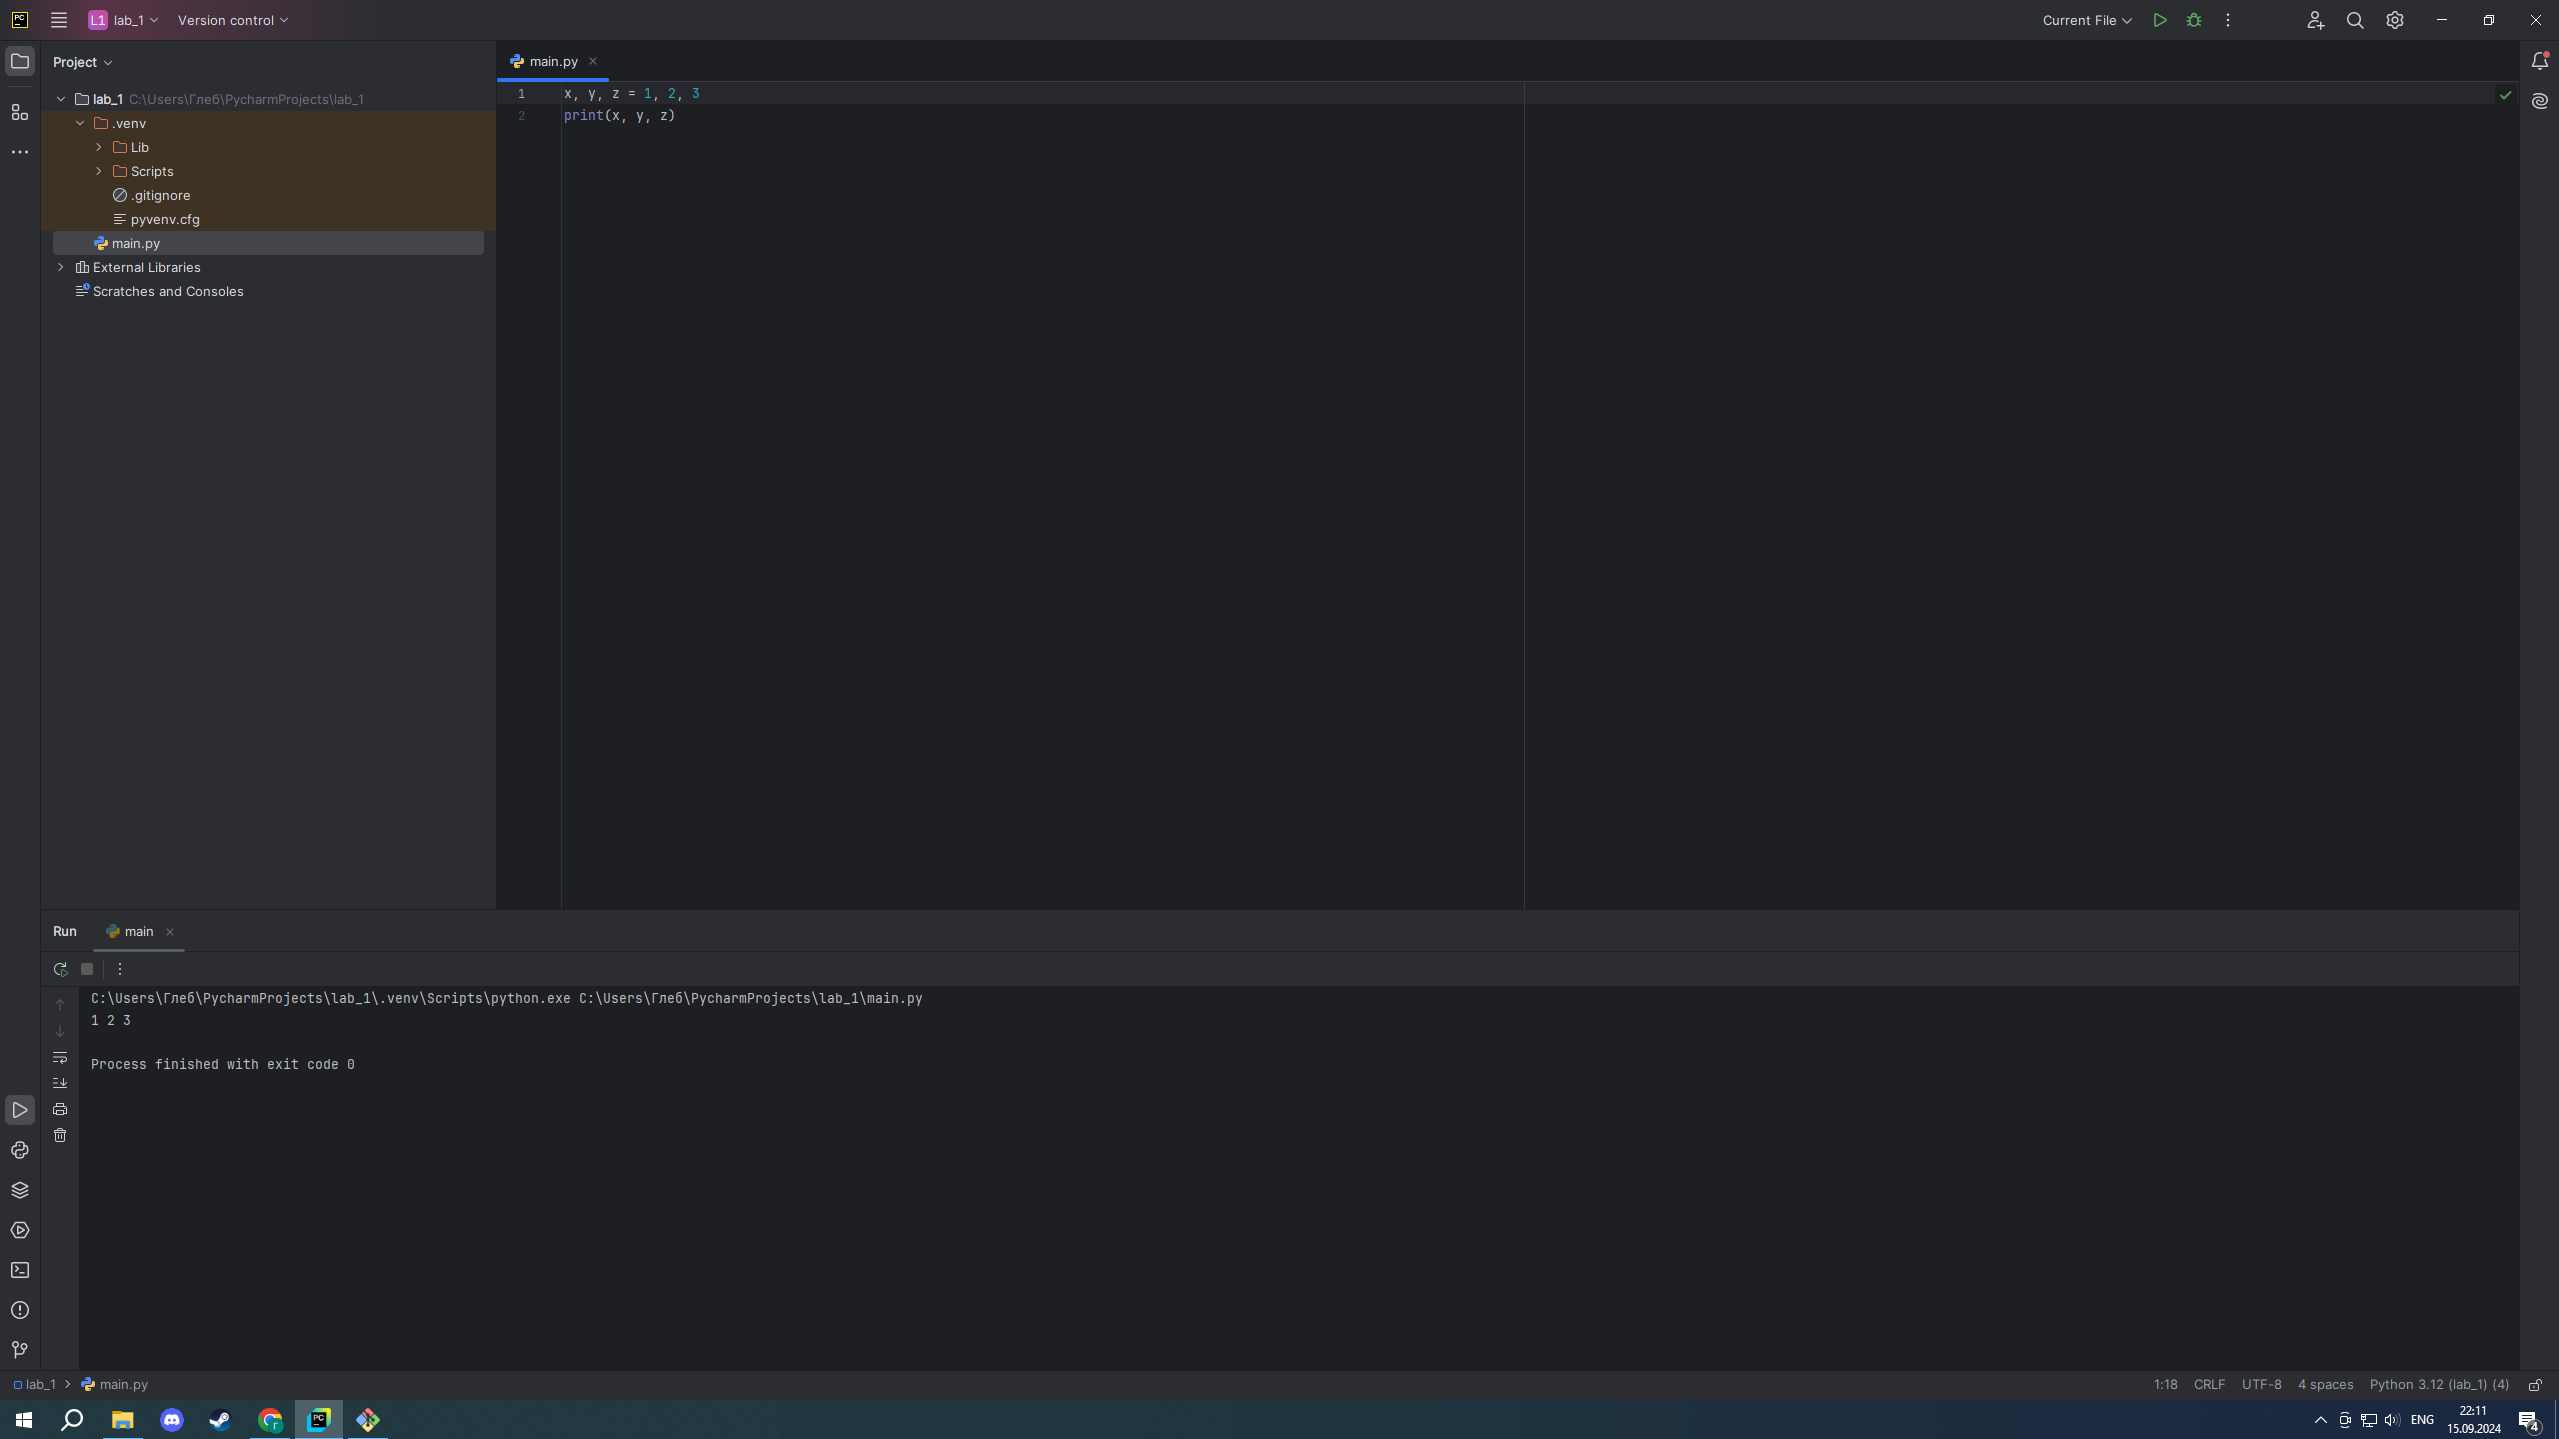 PC
L1 lab_1 Version control Current File
Project
main.py
lab_1 C:\Users\Глеб\PycharmProjects\lab_1
.venv
Lib
Scripts
.gitignore
pyvenv.cfg
main.py
External Libraries
Scratches and Consoles
1 x, y, z = 1, 2, 3
2 print(x, y, z)
Run main
C:\Users\Глеб\PycharmProjects\lab_1\.venv\Scripts\python.exe C:\Users\Глеб\PycharmProjects\lab_1\main.py
1 2 3
Process finished with exit code 0
lab_1 main.py 1:18 CRLF UTF-8 4 spaces Python 3.12 (lab_1) (4)
Г PC ENG 22:11
15.09.2024 4